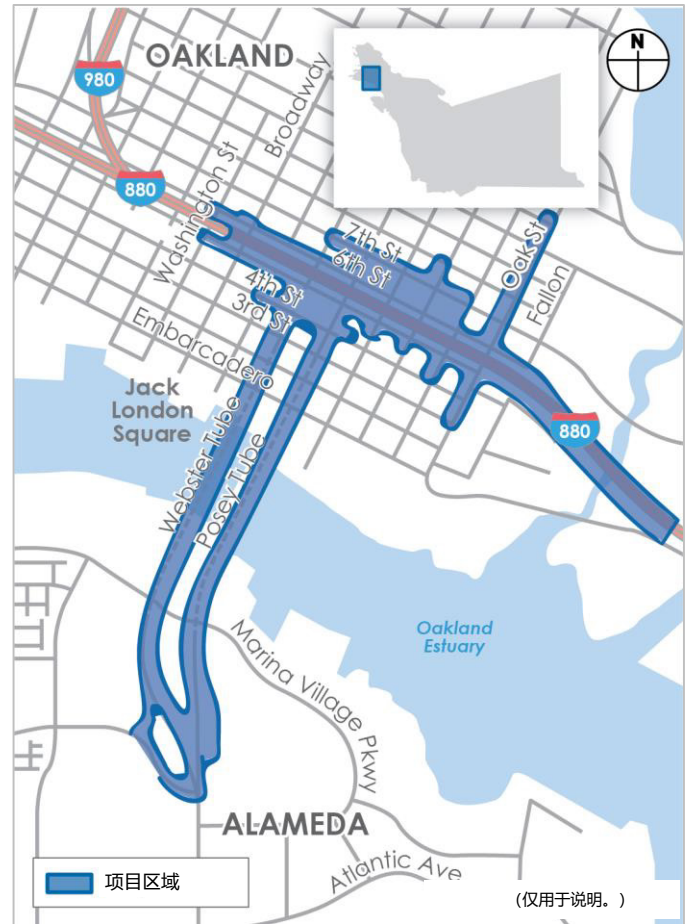 OAKLAND
N
980
Broadway
880
Washington St
7th St
6th St
Oak St
4th St
3rd St
Fallon
Embarcadero
Jack
London
Square
880
Webster Tube
Posey Tube
Oakland
Estuary
Marina Village Pkwy
ALAMEDA
Atlantic Ave
项目区域
(仅用于说明。)